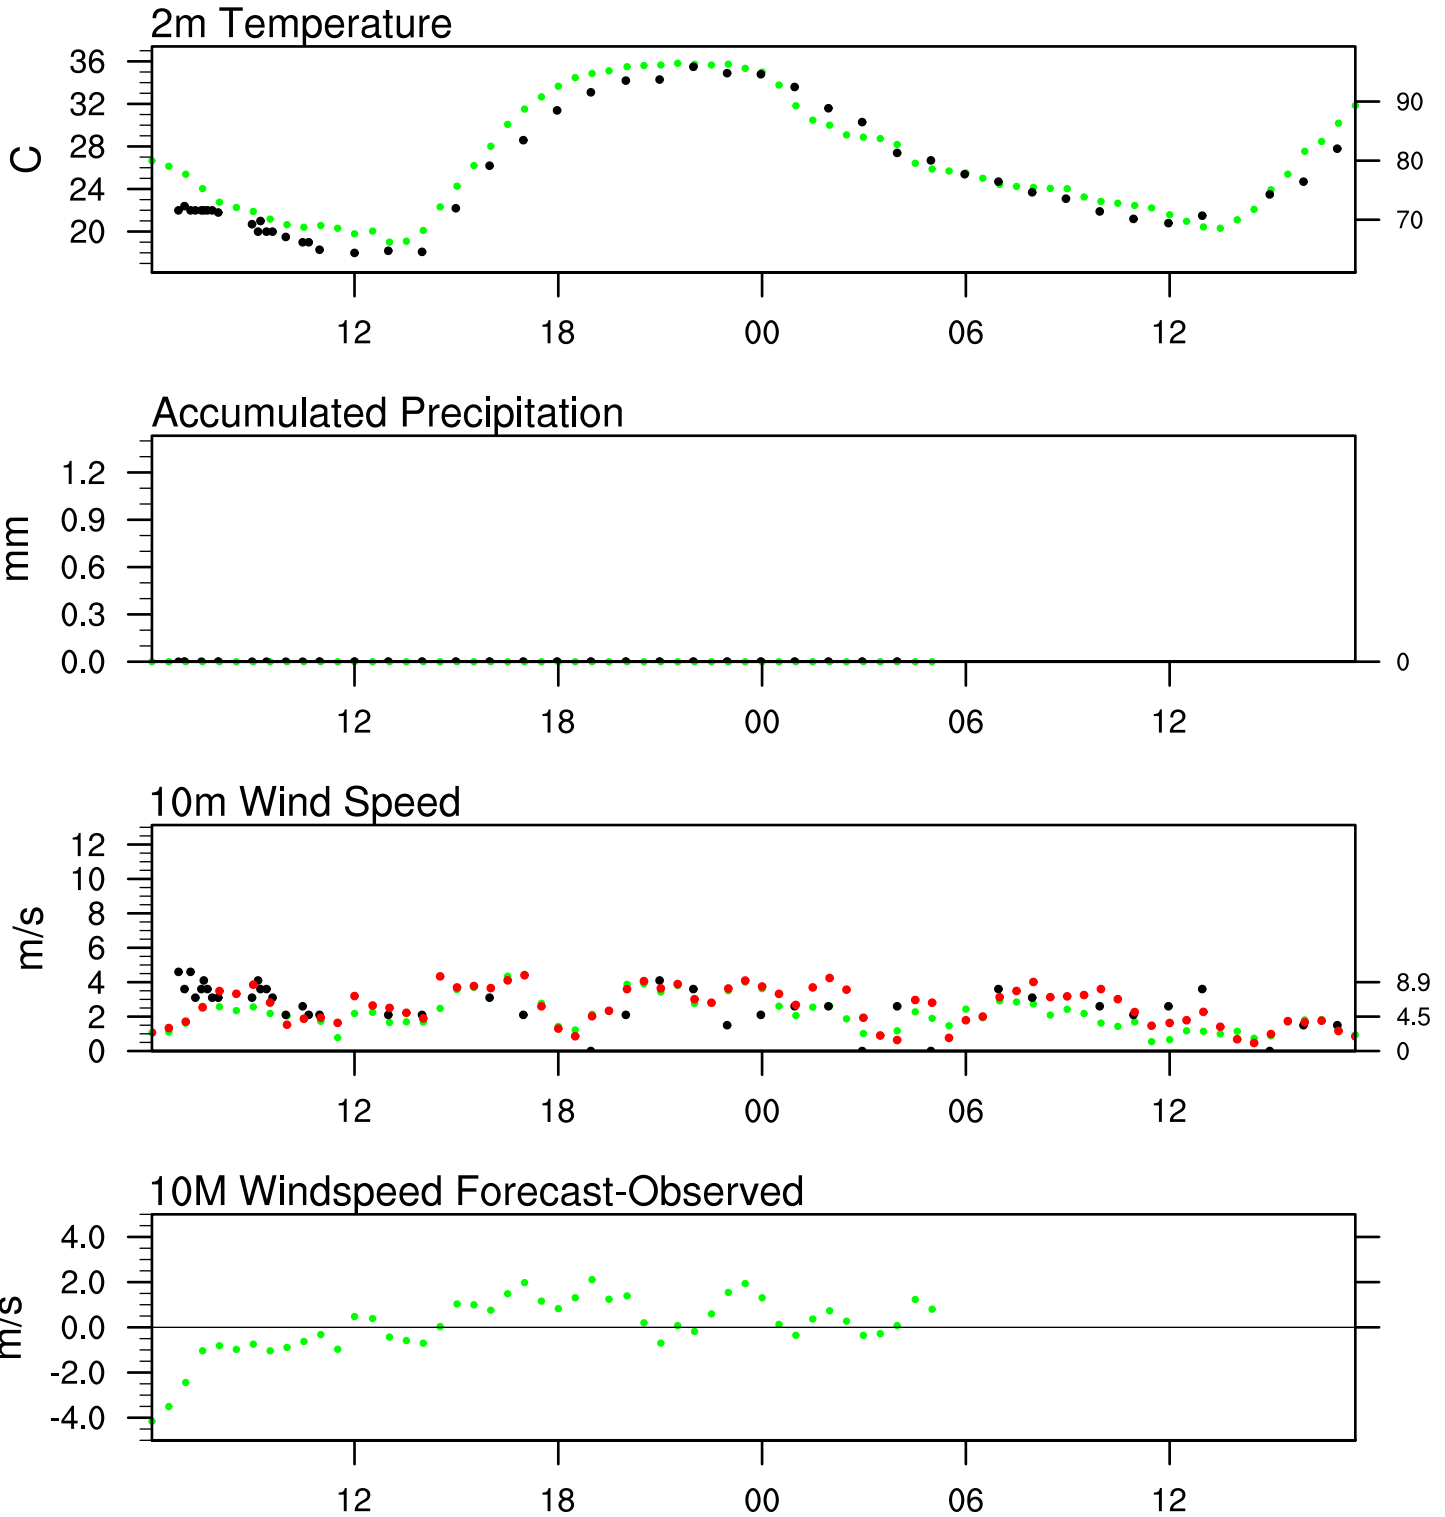 2m Temperature
36
32
28
24
20
C
90
80
70
12 18 00 06 12
Accumulated Precipitation
1.2
0.9
0.6
0.3
0.0
mm
0
12 18 00 06 12
10m Wind Speed
12
10
8
6
4
2
0
m/s
8.9
4.5
0
12 18 00 06 12
10M Windspeed Forecast-Observed
4.0
2.0
0.0
-2.0
-4.0
m/s
12 18 00 06 12